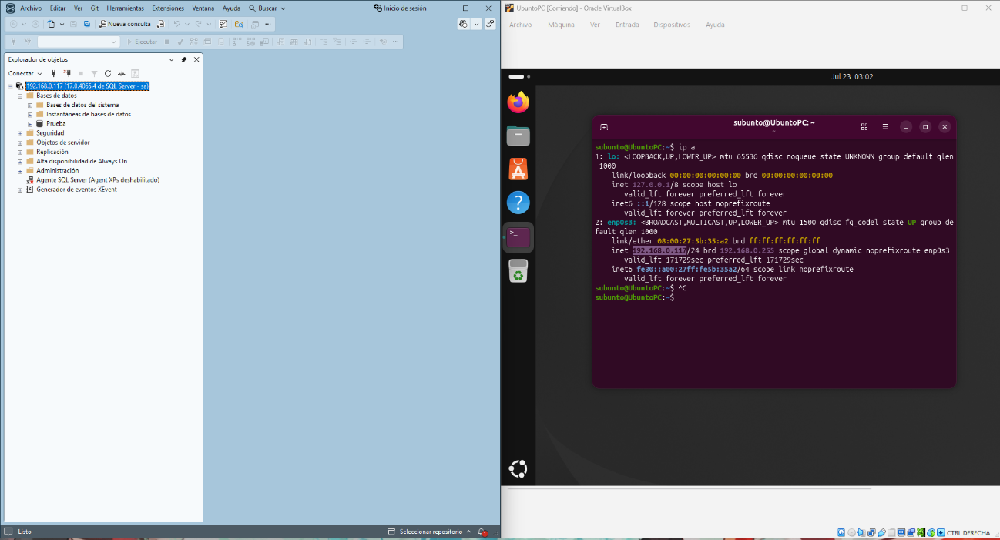 Archivo Editar Ver Git Herramientas Extensiones Ventana Ayuda Buscar Inicio de sesión
Nueva consulta
Ejecutar
Explorador de objetos
Conectar
192.168.0.117 (17.0.4065.4 de SQL Server - sa)
Bases de datos
Bases de datos del sistema
Instantáneas de bases de datos
Prueba
Seguridad
Objetos de servidor
Replicación
Alta disponibilidad de Always On
Administración
Agente SQL Server (Agent XPs deshabilitado)
Generador de eventos XEvent
Listo
Seleccionar repositorio
1
UbuntoPC [Corriendo] - Oracle VirtualBox
Archivo Máquina Ver Entrada Dispositivos Ayuda
Jul 23 03:02
subunto@UbuntoPC: ~
~
subunto@UbuntoPC:~$ ip a
1: lo: <LOOPBACK,UP,LOWER_UP> mtu 65536 qdisc noqueue state UNKNOWN group default qlen
1000
link/loopback 00:00:00:00:00:00 brd 00:00:00:00:00:00
inet 127.0.0.1/8 scope host lo
valid_lft forever preferred_lft forever
inet6 ::1/128 scope host noprefixroute
valid_lft forever preferred_lft forever
2: enp0s3: <BROADCAST,MULTICAST,UP,LOWER_UP> mtu 1500 qdisc fq_codel state UP group de
fault qlen 1000
link/ether 08:00:27:5b:35:a2 brd ff:ff:ff:ff:ff:ff
inet 192.168.0.117/24 brd 192.168.0.255 scope global dynamic noprefixroute enp0s3
valid_lft 171729sec preferred_lft 171729sec
inet6 fe80::a00:27ff:fe5b:35a2/64 scope link noprefixroute
valid_lft forever preferred_lft forever
subunto@UbuntoPC:~$ ^C
subunto@UbuntoPC:~$
CTRL DERECHA